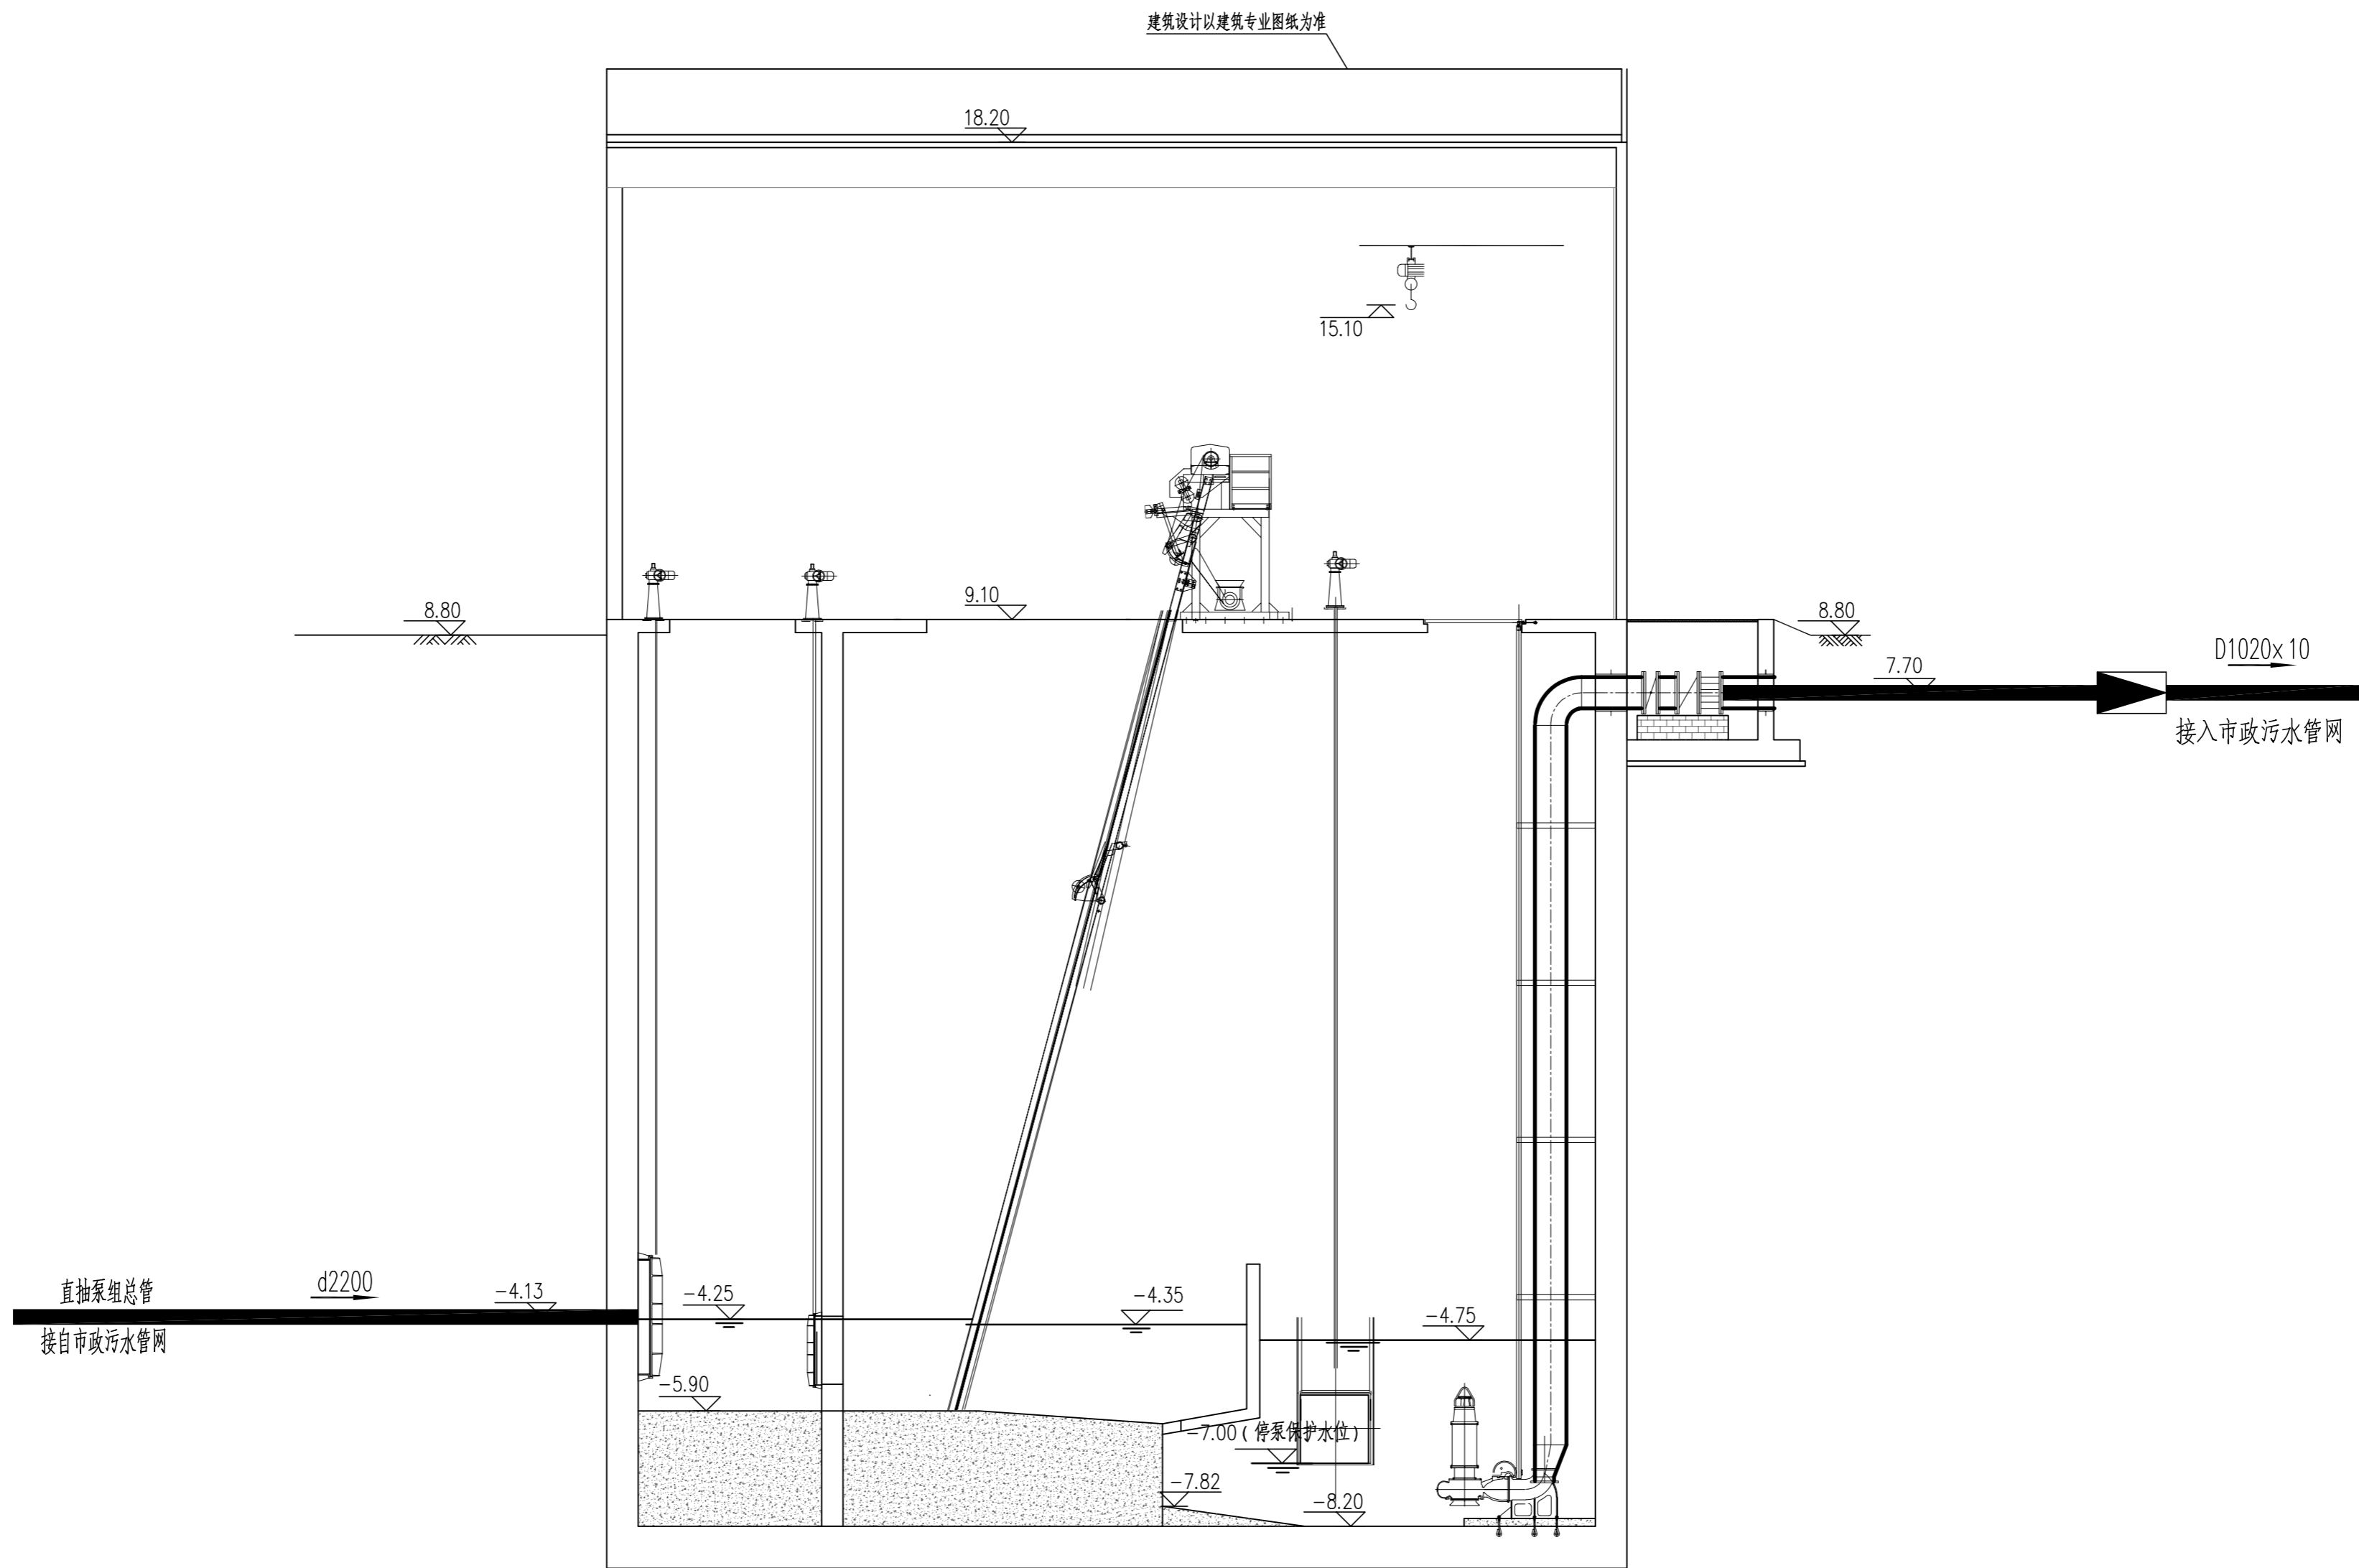 建筑设计以建筑专业图纸为准
18.20
15.10
8.80
9.10
8.80
7.70
D1020x10
接入市政污水管网
直抽泵组总管
d2200
-4.13
-4.25
-4.35
-4.75
接自市政污水管网
-5.90
-7.00(停泵保护水位)
-7.82
-8.20